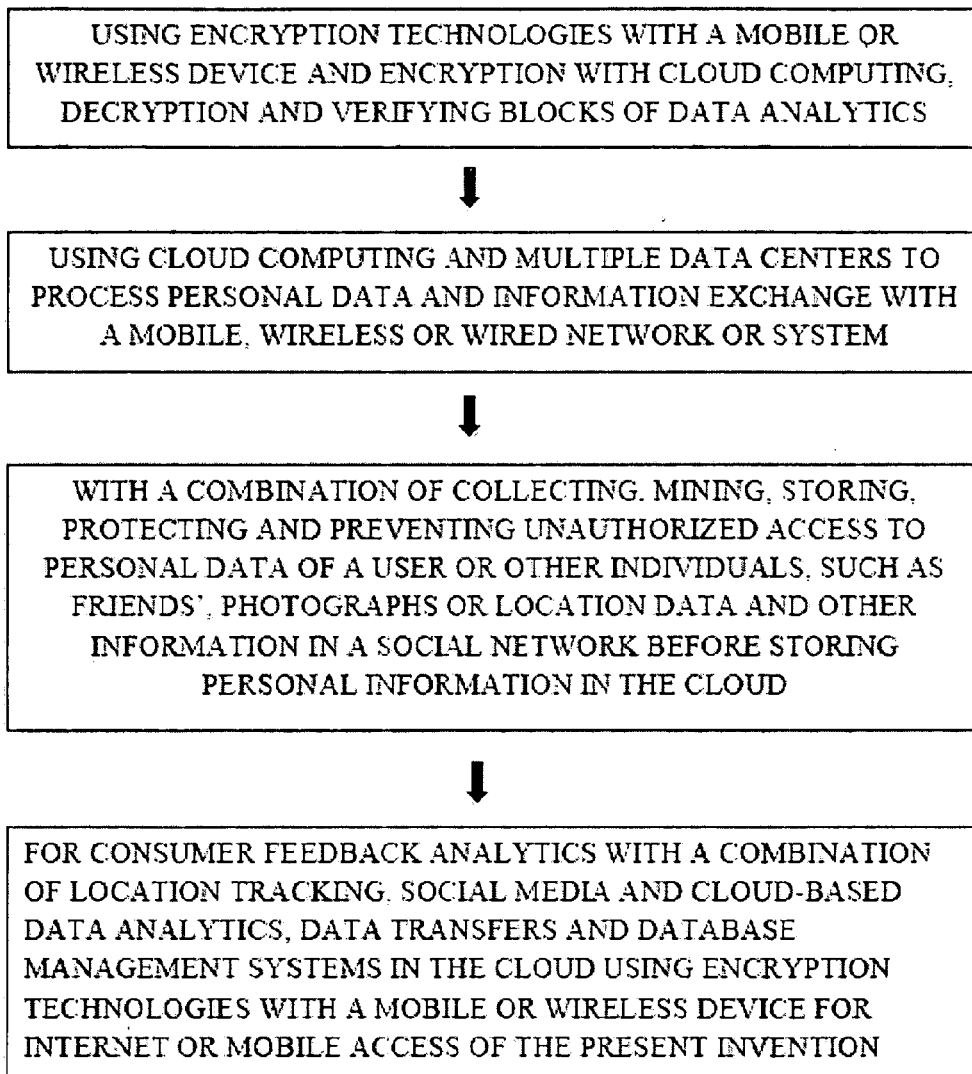 USING ENCRYPTION TECHNOLOGIES WITH A MOBILE OR
WIRELESS DEVICE AND ENCRYPTION WITH CLOUD COMPUTING,
DECRYPTION AND VERIFYING BLOCKS OF DATA ANALYTICS
USING CLOUD COMPUTING AND MULTIPLE DATA CENTERS TO
PROCESS PERSONAL DATA AND INFORMATION EXCHANGE WITH
A MOBILE, WIRELESS OR WIRED NETWORK OR SYSTEM
WITH A COMBINATION OF COLLECTING, MINING, STORING,
PROTECTING AND PREVENTING UNAUTHORIZED ACCESS TO
PERSONAL DATA OF A USER OR OTHER INDIVIDUALS, SUCH AS
FRIENDS', PHOTOGRAPHS OR LOCATION DATA AND OTHER
INFORMATION IN A SOCIAL NETWORK BEFORE STORING
PERSONAL INFORMATION IN THE CLOUD
FOR CONSUMER FEEDBACK ANALYTICS WITH A COMBINATION
OF LOCATION TRACKING, SOCIAL MEDIA AND CLOUD-BASED
DATA ANALYTICS, DATA TRANSFERS AND DATABASE
MANAGEMENT SYSTEMS IN THE CLOUD USING ENCRYPTION
TECHNOLOGIES WITH A MOBILE OR WIRELESS DEVICE FOR
INTERNET OR MOBILE ACCESS OF THE PRESENT INVENTION